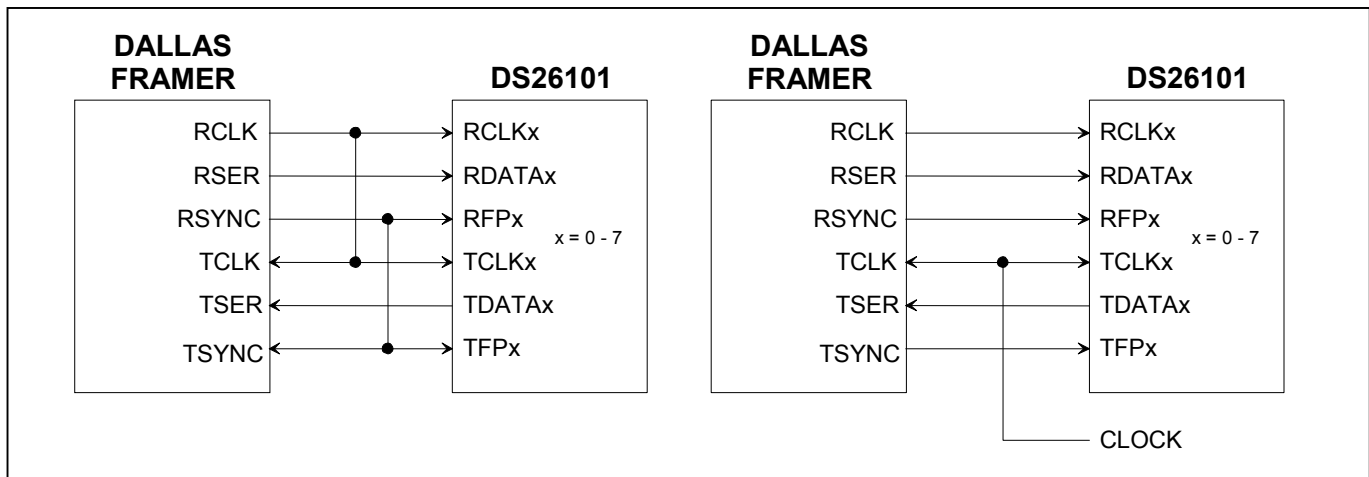 DALLAS
FRAMER
DS26101
RCLK
RSER
RSYNC
TCLK
TSER
TSYNC
RCLKx
RDATAx
RFPx
x = 0 - 7
TCLKx
TDATAx
TFPx
DALLAS
FRAMER
DS26101
RCLK
RSER
RSYNC
TCLK
TSER
TSYNC
RCLKx
RDATAx
RFPx
x = 0 - 7
TCLKx
TDATAx
TFPx
CLOCK